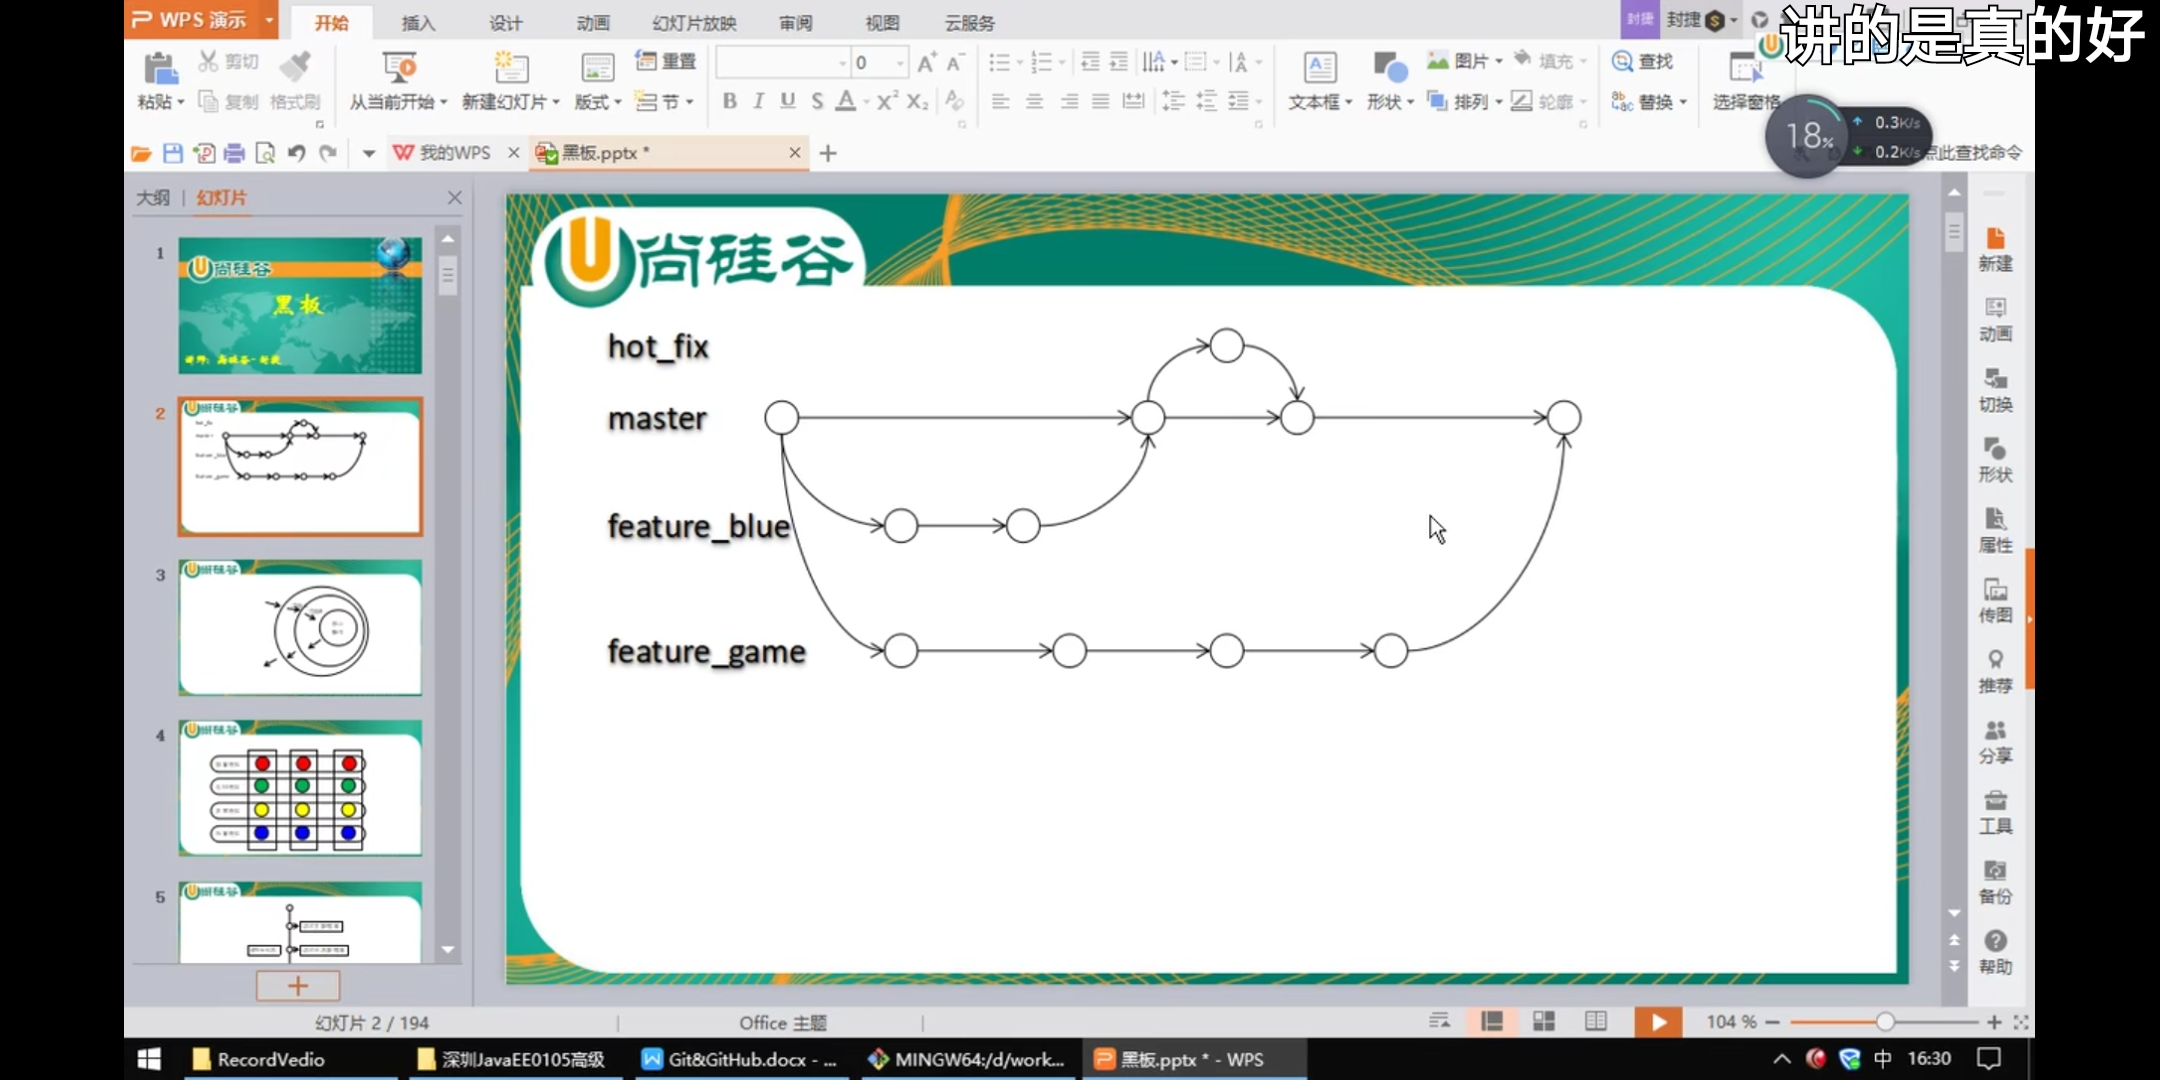 WPS 演示
开始
插入
设计
动画
幻灯片放映
审阅
视图
云服务
封捷
封捷
讲的是真的好
粘贴
剪切
复制
格式刷
从当前开始
新建幻灯片
版式
重置
节
0
文本框
形状
图片
排列
填充
轮廓
查找
替换
选择窗格
18%
0.3K/s
0.2K/s
我的WPS
黑板.pptx *
点此查找命令
大纲
幻灯片
1
尚硅谷
黑板
2
3
4
5
尚硅谷
hot_fix
master
feature_blue
feature_game
新建
动画
切换
形状
属性
传图
推荐
分享
工具
备份
帮助
幻灯片 2 / 194
Office 主题
104 %
RecordVedio
深圳JavaEE0105高级
Git&GitHub.docx - ...
MINGW64:/d/work...
黑板.pptx * - WPS
中
16:30